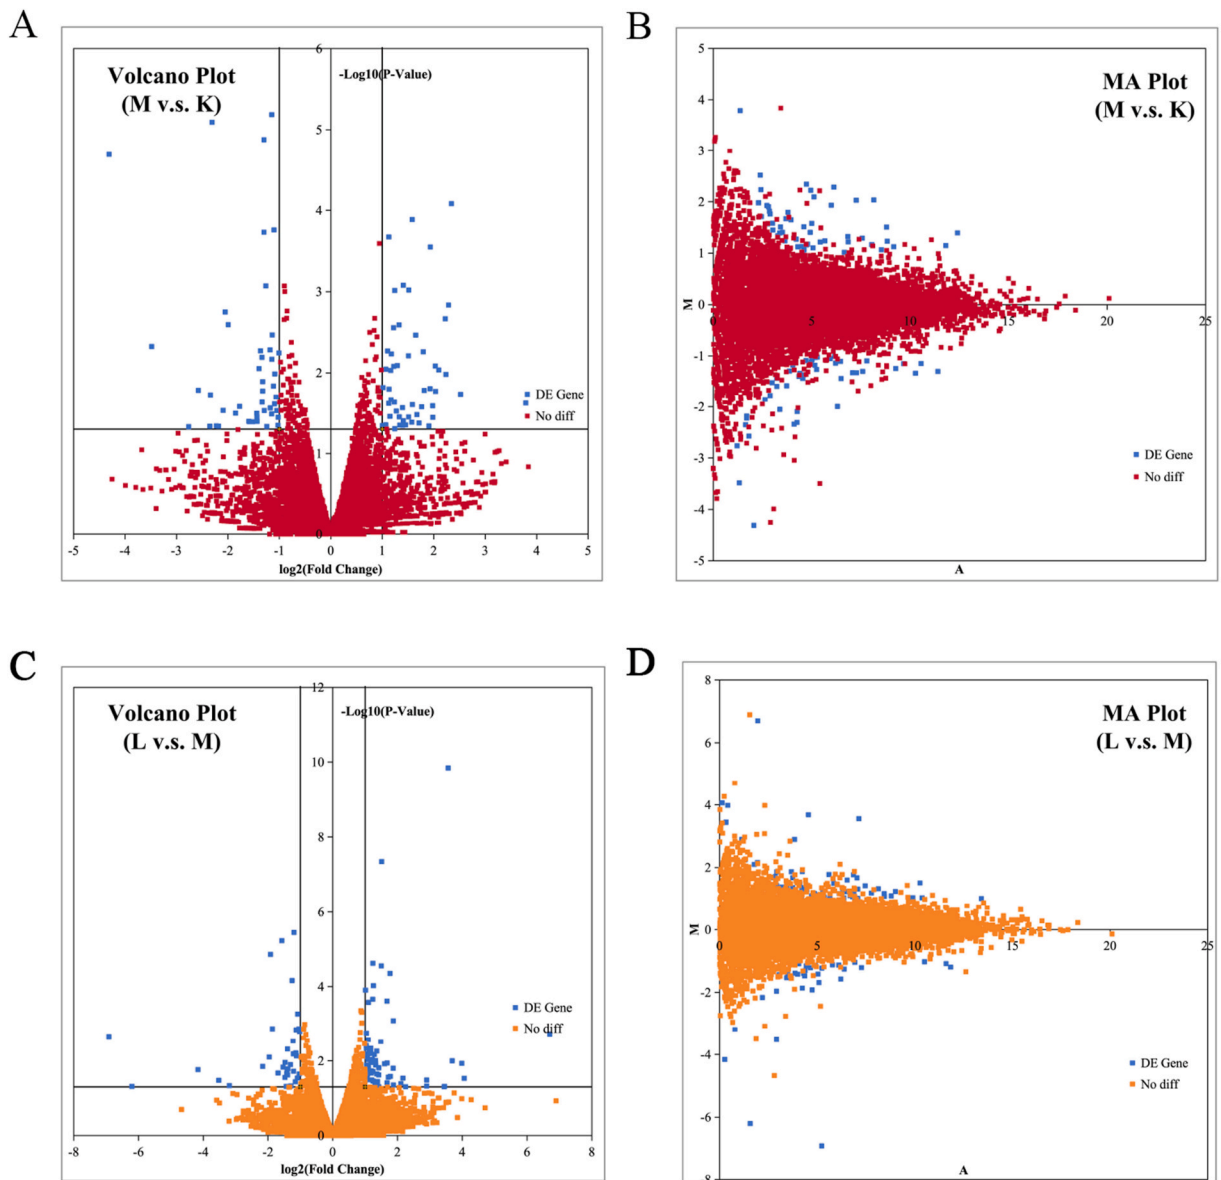 A
Volcano Plot
(M v.s. K)
-Log10(P-Value)
6
5
4
3
2
1
0
-5 -4 -3 -2 -1 0 1 2 3 4 5
log2(Fold Change)
DE Gene
No diff
B
MA Plot
(M v.s. K)
5
4
3
2
1
0
-1
-2
-3
-4
-5
M
0 5 10 15 20 25
DE Gene
No diff
A
C
Volcano Plot
(L v.s. M)
-Log10(P-Value)
12
10
8
6
4
2
0
-8 -6 -4 -2 0 2 4 6 8
log2(Fold Change)
DE Gene
No diff
D
MA Plot
(L v.s. M)
8
6
4
2
0
-2
-4
-6
-8
M
0 5 10 15 20 25
DE Gene
No diff
A